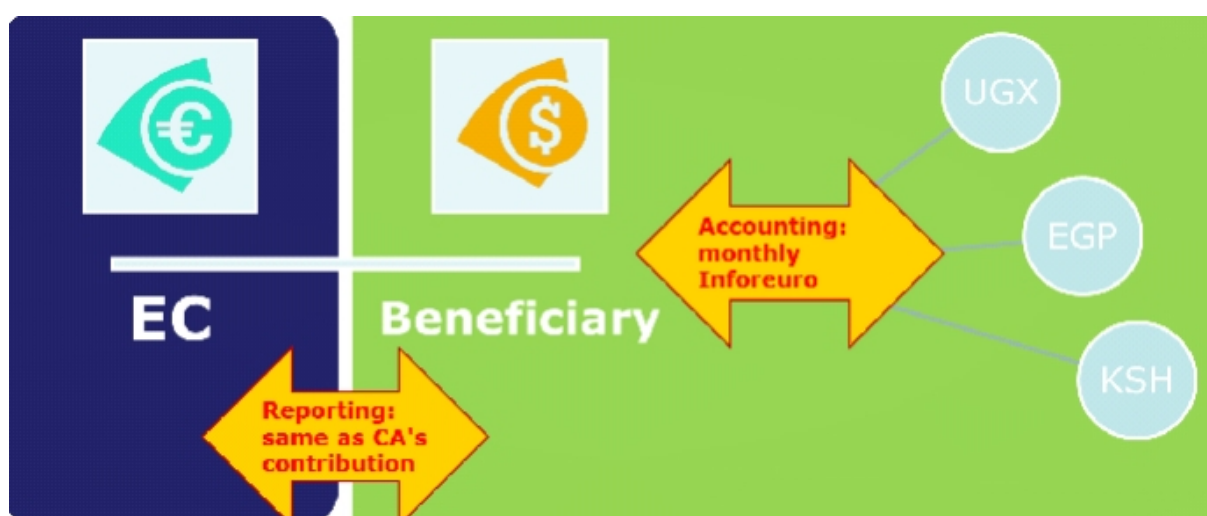 €
$
UGX
Accounting:
monthly
Inforeuro
EGP
EC
Beneficiary
KSH
Reporting:
same as CA's
contribution